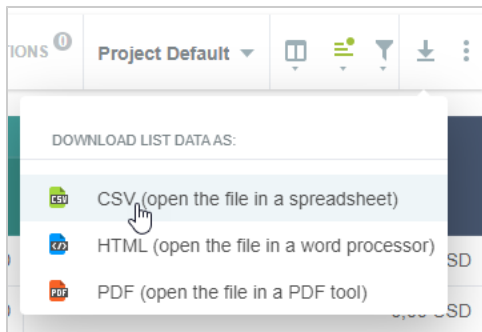 IONS 0
Project Default
DOWNLOAD LIST DATA AS:
CSV CSV (open the file in a spreadsheet)
</> HTML (open the file in a word processor)
SD
PDF PDF (open the file in a PDF tool)
SD